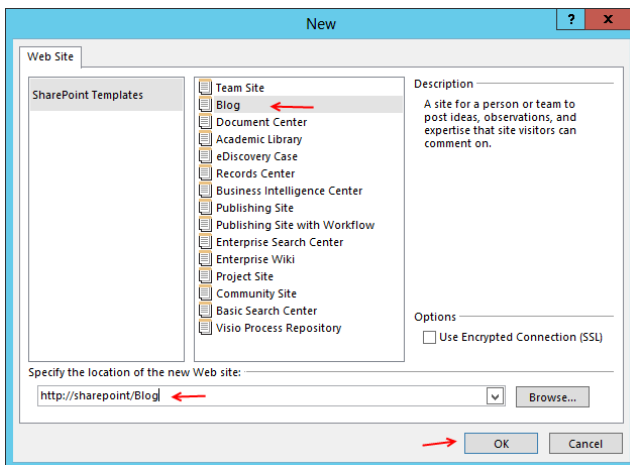 New
? x
Web Site
SharePoint Templates
Team Site
Blog
Document Center
Academic Library
eDiscovery Case
Records Center
Business Intelligence Center
Publishing Site
Publishing Site with Workflow
Enterprise Search Center
Enterprise Wiki
Project Site
Community Site
Basic Search Center
Visio Process Repository
Description
A site for a person or team to
post ideas, observations, and
expertise that site visitors can
comment on.
Options
Use Encrypted Connection (SSL)
Specify the location of the new Web site:
http://sharepoint/Blog
Browse...
OK
Cancel